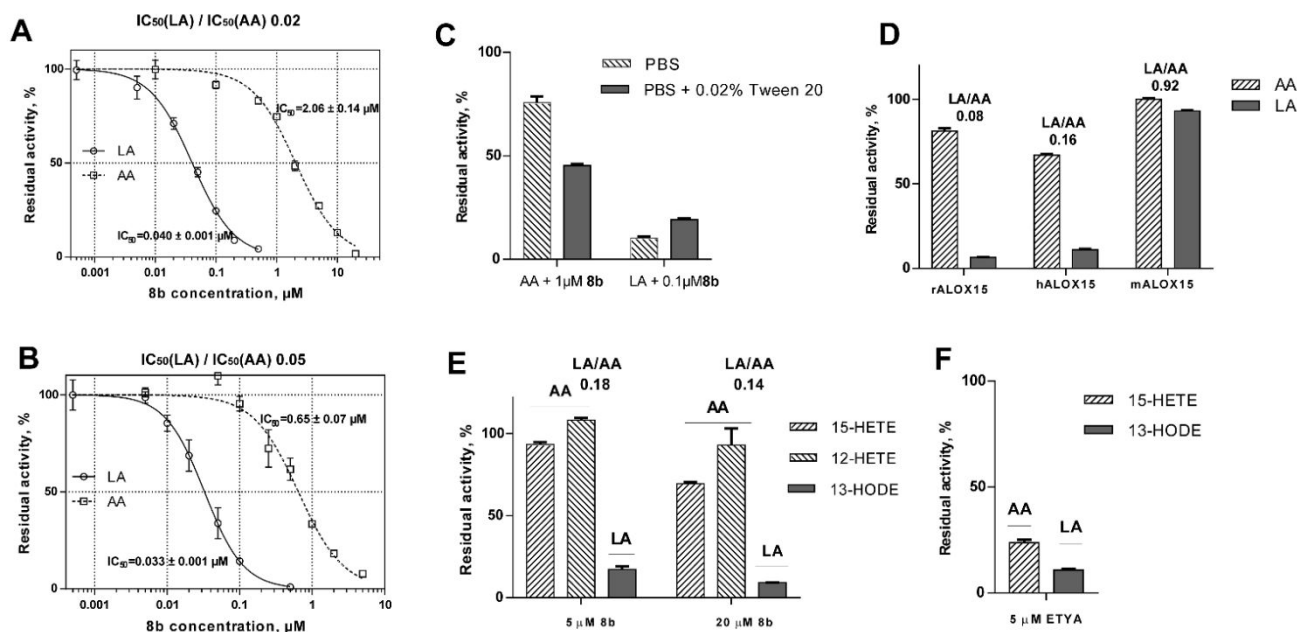 A
IC50(LA) / IC50(AA) 0.02
100
50
0
Residual activity, %
IC50=2.06 ± 0.14 µM
LA
AA
IC50=0.040 ± 0.001 µM
0.001 0.01 0.1 1 10
8b concentration, µM
B
IC50(LA) / IC50(AA) 0.05
100
50
0
Residual activity, %
IC50=0.65 ± 0.07 µM
LA
AA
IC50=0.033 ± 0.001 µM
0.001 0.01 0.1 1
8b concentration, µM
C
PBS
PBS + 0.02% Tween 20
100
50
0
Residual activity, %
AA + 1µM 8b LA + 0.1µM8b
D
LA/AA
0.08
LA/AA
0.16
LA/AA
0.92
AA
LA
100
50
0
Residual activity, %
rALOX15 hALOX15 mALOX15
E
LA/AA
0.18
LA/AA
0.14
AA
AA
LA
LA
15-HETE
12-HETE
13-HODE
100
50
0
Residual activity, %
5 µM 8b 20 µM 8b
F
15-HETE
13-HODE
100
50
0
Residual activity, %
AA
LA
5 µM ETYA